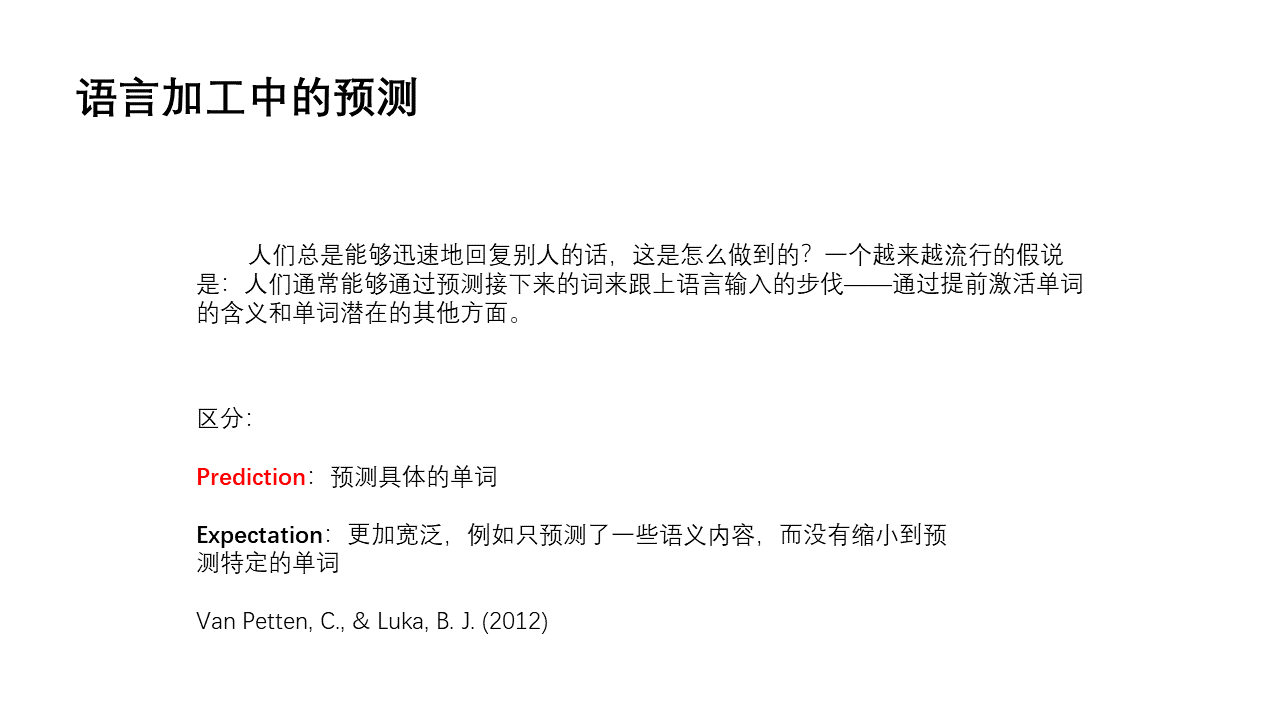 语言加工中的预测
人们总是能够迅速地回复别人的话，这是怎么做到的？一个越来越流行的假说
是：人们通常能够通过预测接下来的词来跟上语言输入的步伐——通过提前激活单词
的含义和单词潜在的其他方面。
区分：
Prediction：预测具体的单词
Expectation：更加宽泛，例如只预测了一些语义内容，而没有缩小到预
测特定的单词
Van Petten, C., & Luka, B. J. (2012)